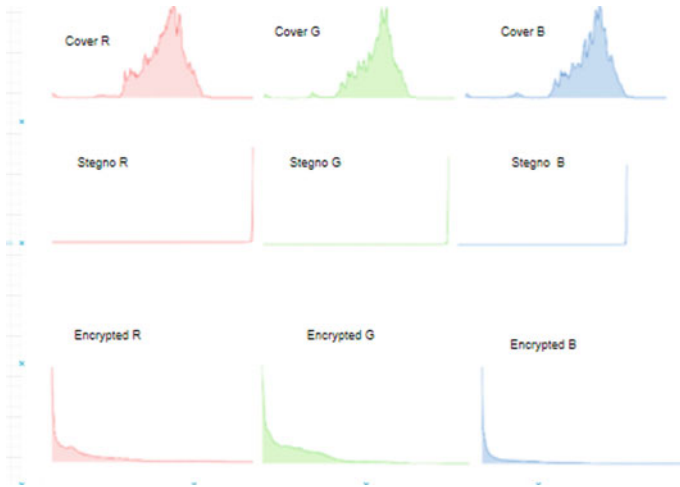 Cover R
Cover G
Cover B
Stegno R
Stegno G
Stegno  B
Encrypted R
Encrypted G
Encrypted B